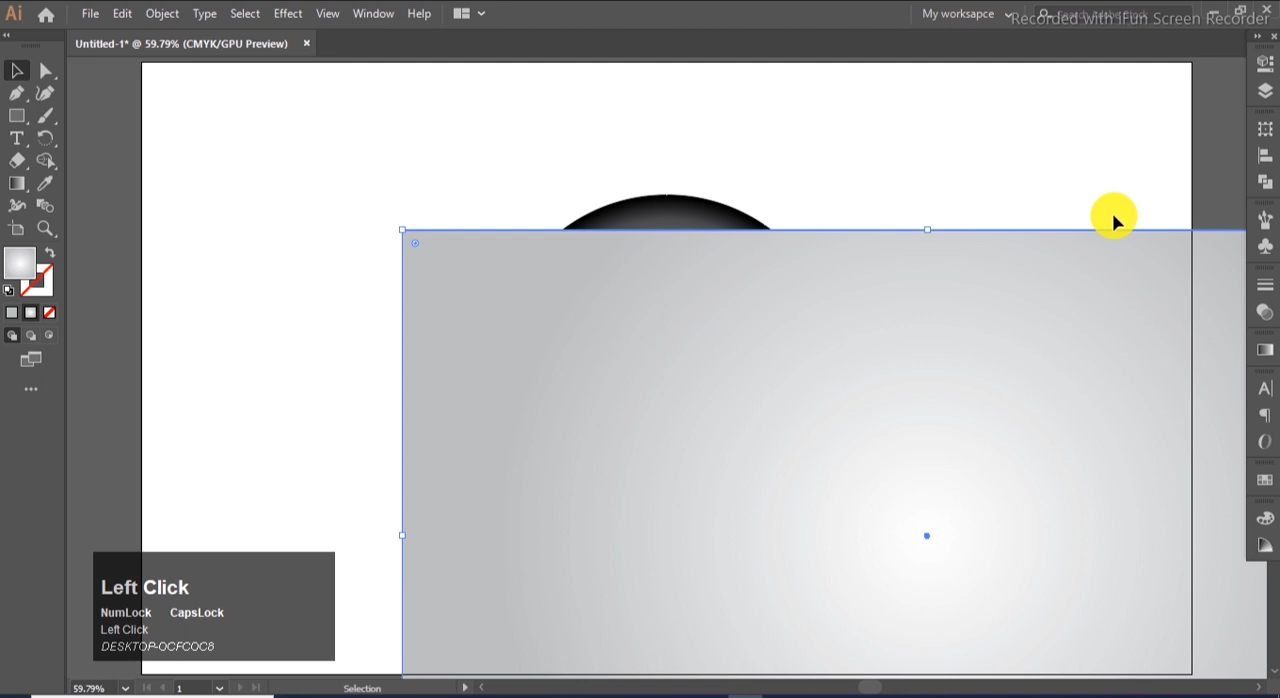 Ai File Edit Object Type Select Effect View Window Help My worksapce
Recorded with iFun Screen Recorder
Untitled-1* @ 59.79% (CMYK/GPU Preview) ×
Left Click
NumLock CapsLock
Left Click
DESKTOP-OCFCOC8
59.79% 1 Selection